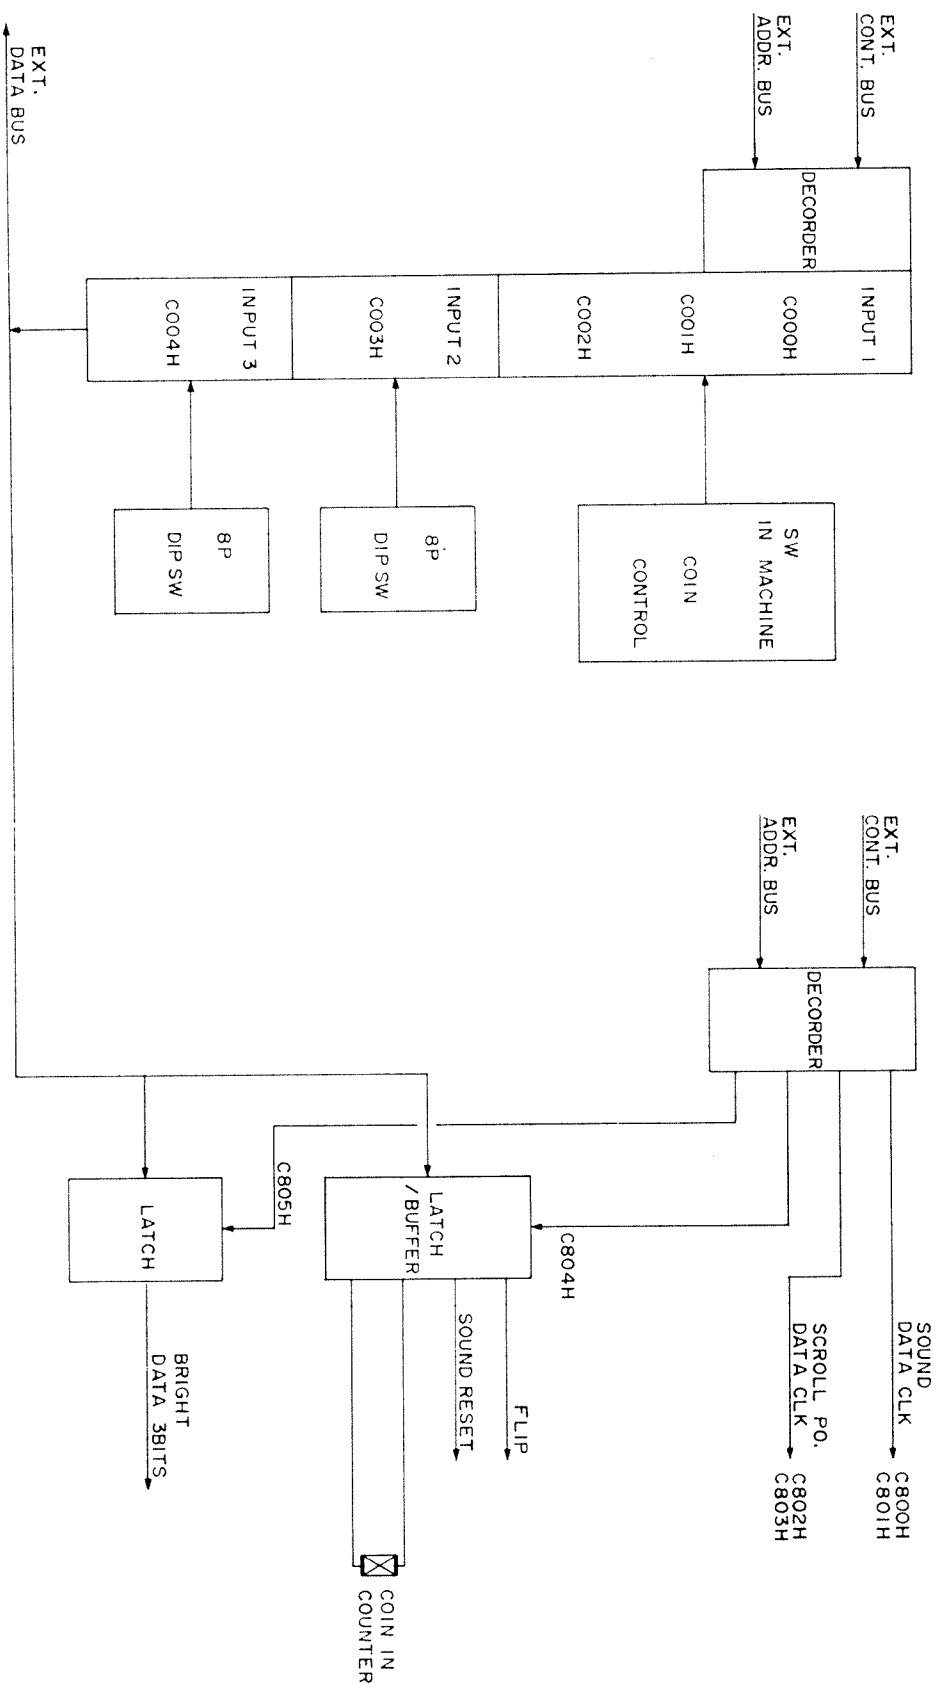 EXT.
CONT. BUS
EXT.
ADDR. BUS
DECORDER
INPUT 1
C000H
C001H
C002H
INPUT 2
C003H
INPUT 3
C004H
SW
IN MACHINE
COIN
CONTROL
8P
DIP SW
8P
DIP SW
EXT.
DATA BUS
EXT.
CONT. BUS
EXT.
ADDR. BUS
DECORDER
SOUND
DATA CLK
C800H
C801H
SCROLL PO.
DATA CLK
C802H
C803H
C804H
C805H
LATCH
/BUFFER
FLIP
SOUND RESET
COIN IN
COUNTER
LATCH
BRIGHT
DATA 3BITS